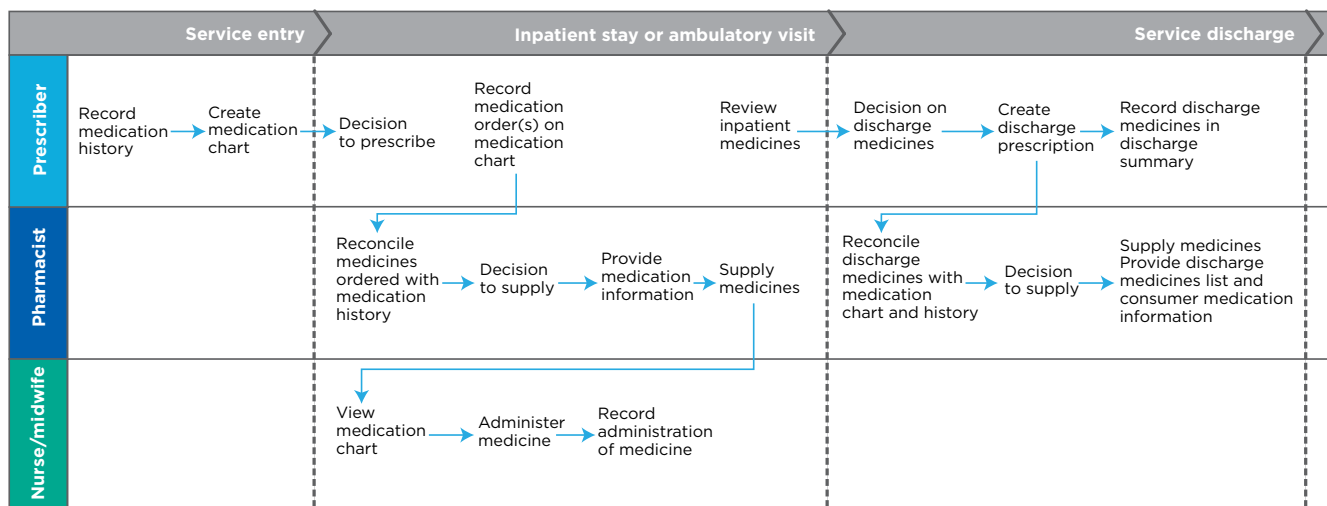 Service entry
Inpatient stay or ambulatory visit
Service discharge
Prescriber
Record
medication
history
Create
medication
chart
Decision
to prescribe
Record
medication
order(s) on
medication
chart
Review
inpatient
medicines
Decision on
discharge
medicines
Create
discharge
prescription
Record discharge
medicines in
discharge
summary
Pharmacist
Reconcile
medicines
ordered with
medication
history
Decision
to supply
Provide
medication
information
Supply
medicines
Reconcile
discharge
medicines with
medication
chart and history
Decision
to supply
Supply medicines
Provide discharge
medicines list and
consumer medication
information
Nurse/midwife
View
medication
chart
Administer
medicine
Record
administration
of medicine